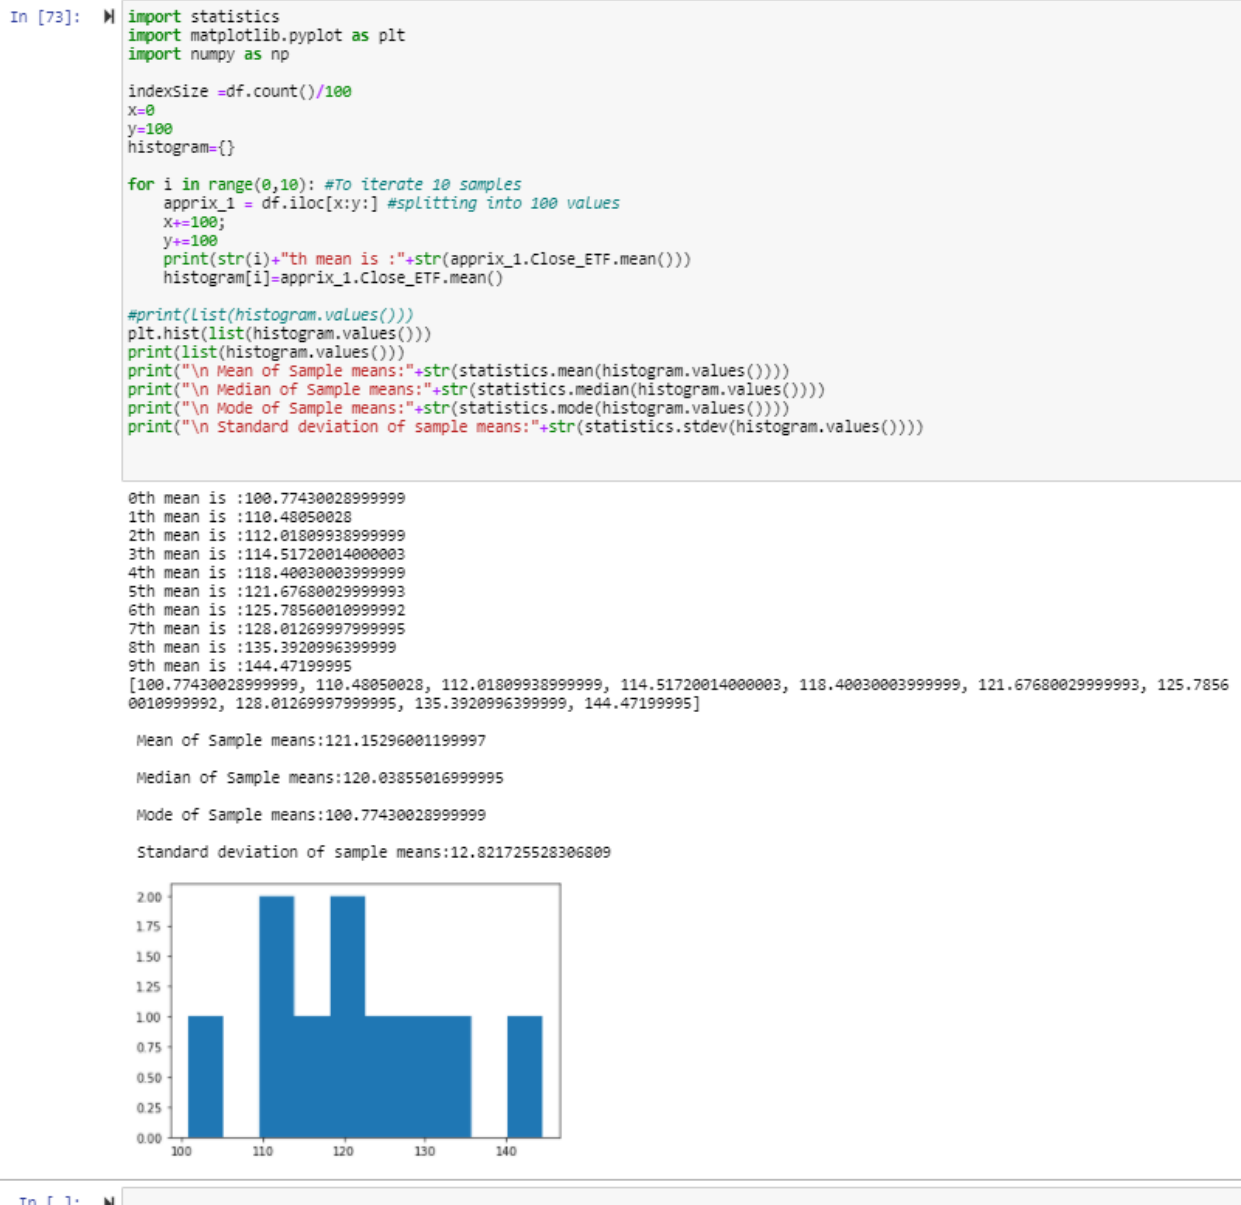 In [73]:
import statistics
import matplotlib.pyplot as plt
import numpy as np
indexSize =df.count()/100
x=0
y=100
histogram={}
for i in range(0,10): #To iterate 10 samples
    apprix_1 = df.iloc[x:y:] #splitting into 100 values
    x+=100;
    y+=100
    print(str(i)+"th mean is :"+str(apprix_1.Close_ETF.mean()))
    histogram[i]=apprix_1.Close_ETF.mean()
#print(list(histogram.values()))
plt.hist(list(histogram.values()))
print(list(histogram.values()))
print("\n Mean of Sample means:"+str(statistics.mean(histogram.values())))
print("\n Median of Sample means:"+str(statistics.median(histogram.values())))
print("\n Mode of Sample means:"+str(statistics.mode(histogram.values())))
print("\n Standard deviation of sample means:"+str(statistics.stdev(histogram.values())))
0th mean is :100.77430028999999
1th mean is :110.48050028
2th mean is :112.01809938999999
3th mean is :114.51720014000003
4th mean is :118.40030003999999
5th mean is :121.67680029999993
6th mean is :125.78560010999992
7th mean is :128.01269997999995
8th mean is :135.3920996399999
9th mean is :144.47199995
[100.77430028999999, 110.48050028, 112.01809938999999, 114.51720014000003, 118.40030003999999, 121.67680029999993, 125.7856
0010999992, 128.01269997999995, 135.3920996399999, 144.47199995]
Mean of Sample means:121.15296001199997
Median of Sample means:120.03855016999995
Mode of Sample means:100.77430028999999
Standard deviation of sample means:12.821725528306809
2.00
1.75
1.50
1.25
1.00
0.75
0.50
0.25
0.00
100 110 120 130 140
In [ ]: